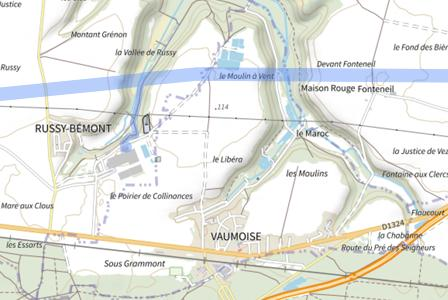 Justice
Montant Grénon
la Vallée de Russy
le Fond des Bièr
Russy
le Moulin à Vent
Devant Fonteneil
Maison Rouge Fonteneil
.114
RUSSY-BÉMONT
le Maroc
la Justice de Vez
le Libéra
les Moulins
Fontaine aux Clercs
le Poirier de Collinances
Mare aux Clous
Flaucourt
D1324
la Chabanne
VAUMOISE
les Essarts
Route du Pré des Seigneurs
Sous Grammont